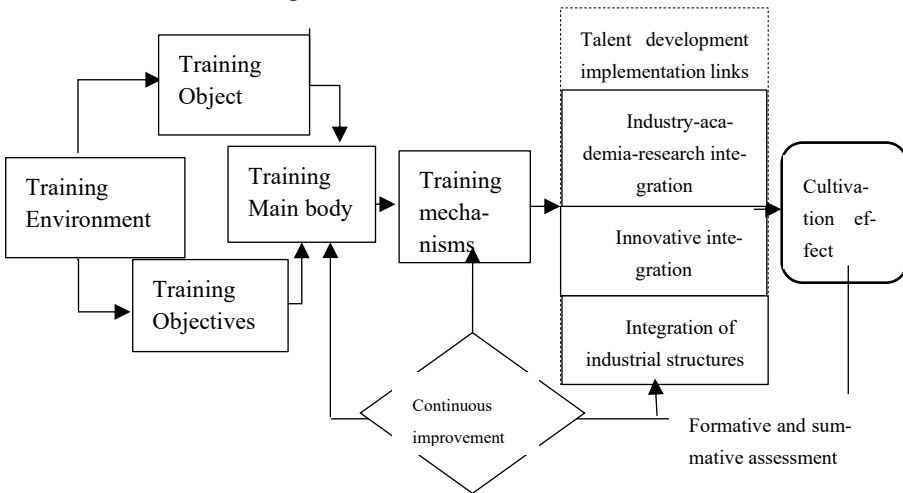 Training
Object
Training
Environment
Training
Objectives
Training
Main body
Training
mecha-
nisms
Talent development
implementation links
Industry-aca-
demia-research inte-
gration
Innovative inte-
gration
Integration of
industrial structures
Cultiva-
tion ef-
fect
Continuous
improvement
Formative and sum-
mative assessment